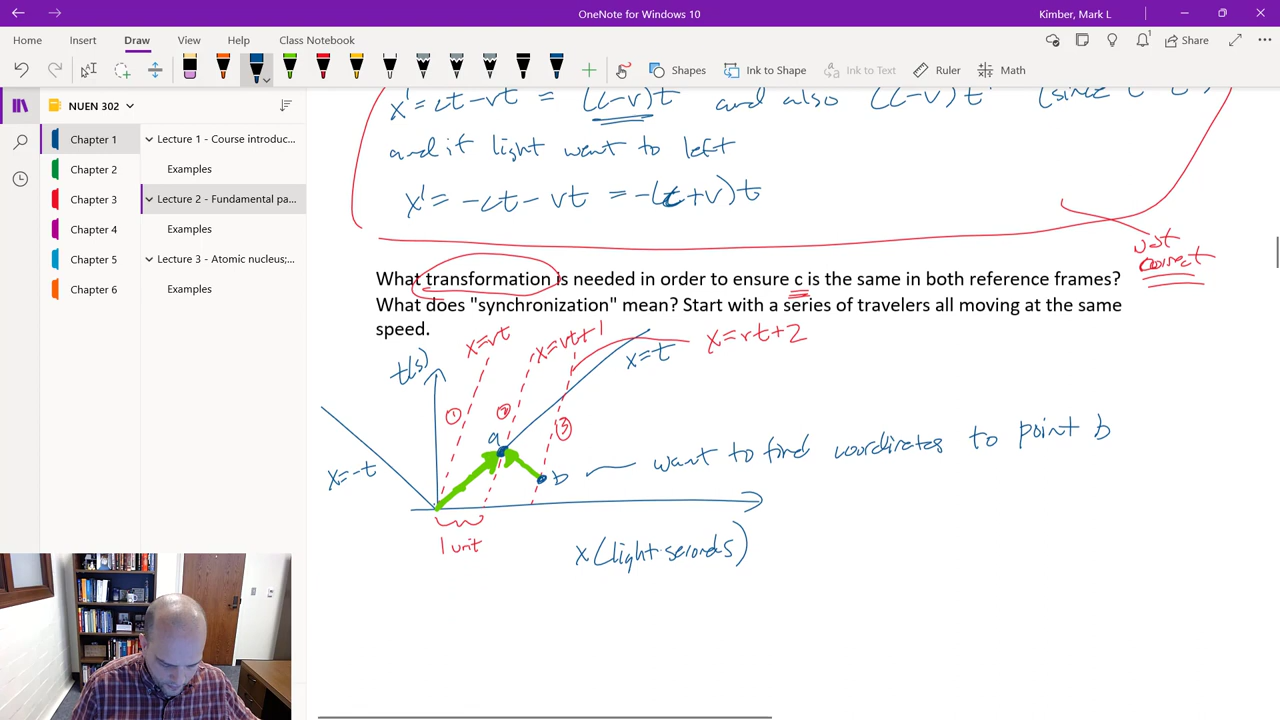 OneNote for Windows 10
Kimber, Mark L
Home Insert Draw View Help Class Notebook
Share
Shapes Ink to Shape Ink to Text Ruler Math
NUEN 302
Chapter 1
Chapter 2
Chapter 3
Chapter 4
Chapter 5
Chapter 6
Lecture 1 - Course introduc...
Examples
Lecture 2 - Fundamental pa...
Examples
Lecture 3 - Atomic nucleus;...
Examples
x' = ct - vt = (c-v)t and also (c-v)t'
and if light went to left
x' = -ct - vt = -(c+v)t
not
correct
What transformation is needed in order to ensure c is the same in both reference frames?
What does "synchronization" mean? Start with a series of travelers all moving at the same
speed.
x=vt
x=vt+1
x=vt+2
t(s)
x=t
1
2
3
a
x=-t
b
want to find coordinates to point b
1 unit
x (light-seconds)